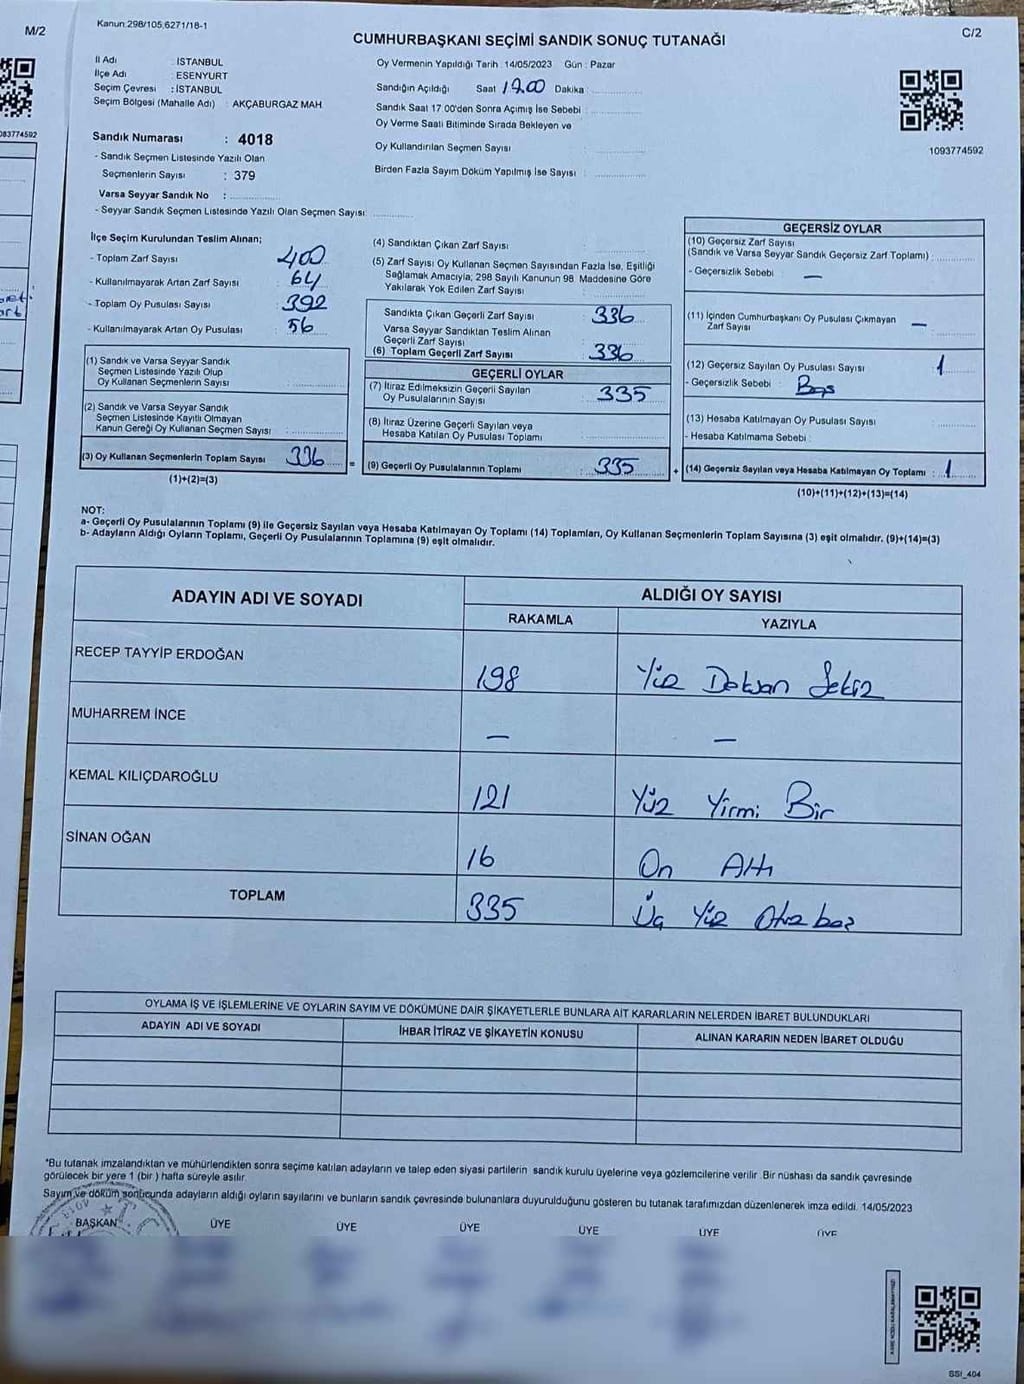 M/2
Kanun:298/105,6271/18-1
C/2
CUMHURBAŞKANI SEÇİMİ SANDIK SONUÇ TUTANAĞI
İl Adı : İSTANBUL
İlçe Adı : ESENYURT
Seçim Çevresi : İSTANBUL
Seçim Bölgesi (Mahalle Adı) : AKÇABURGAZ MAH.
Sandık Numarası : 4018
- Sandık Seçmen Listesinde Yazılı Olan
Seçmenlerin Sayısı : 379
Varsa Seyyar Sandık No :
- Seyyar Sandık Seçmen Listesinde Yazılı Olan Seçmen Sayısı:
Oy Vermenin Yapıldığı Tarih : 14/05/2023 Gün : Pazar
Sandığın Açıldığı Saat Dakika
Sandık Saat 17:00'den Sonra Açımış İse Sebebi :
Oy Verme Saati Bitiminde Sırada Bekleyen ve
Oy Kullandırılan Seçmen Sayısı
Birden Fazla Sayım Döküm Yapılmış İse Sayısı :
1093774592
083774592
İlçe Seçim Kurulundan Teslim Alınan;
- Toplam Zarf Sayısı : 400
- Kullanılmayarak Artan Zarf Sayısı : 64
- Toplam Oy Pusulası Sayısı : 392
- Kullanılmayarak Artan Oy Pusulası : 56
(1) Sandık ve Varsa Seyyar Sandık
Seçmen Listesinde Yazılı Olup
Oy Kullanan Seçmenlerin Sayısı :
(2) Sandık ve Varsa Seyyar Sandık
Seçmen Listesinde Kayıtlı Olmayan
Kanun Gereği Oy Kullanan Seçmen Sayısı :
(3) Oy Kullanan Seçmenlerin Toplam Sayısı : 336
(1)+(2)=(3)
(4) Sandıktan Çıkan Zarf Sayısı
(5) Zarf Sayısı Oy Kullanan Seçmen Sayısından Fazla İse, Eşitliği
Sağlamak Amacıyla, 298 Sayılı Kanunun 98. Maddesine Göre
Yakılarak Yok Edilen Zarf Sayısı
Sandıkta Çıkan Geçerli Zarf Sayısı : 336
Varsa Seyyar Sandıktan Teslim Alınan
Geçerli Zarf Sayısı :
(6) Toplam Geçerli Zarf Sayısı : 336
GEÇERLİ OYLAR
(7) İtiraz Edilmeksizin Geçerli Sayılan
Oy Pusulalarının Sayısı : 335
(8) İtiraz Üzerine Geçerli Sayılan veya
Hesaba Katılan Oy Pusulası Toplamı :
= (9) Geçerli Oy Pusulalarının Toplamı : 335
GEÇERSİZ OYLAR
(10) Geçersiz Zarf Sayısı
(Sandık ve Varsa Seyyar Sandık Geçersiz Zarf Toplamı) :
- Geçersizlik Sebebi : —
(11) İçinden Cumhurbaşkanı Oy Pusulası Çıkmayan
Zarf Sayısı —
(12) Geçersiz Sayılan Oy Pusulası Sayısı : 1
- Geçersizlik Sebebi : Boş
(13) Hesaba Katılmayan Oy Pusulası Sayısı :
- Hesaba Katılmama Sebebi :
+ (14) Geçersiz Sayılan veya Hesaba Katılmayan Oy Toplamı : 1
(10)+(11)+(12)+(13)=(14)
NOT:
a- Geçerli Oy Pusulalarının Toplamı (9) ile Geçersiz Sayılan veya Hesaba Katılmayan Oy Toplamı (14) Toplamları, Oy Kullanan Seçmenlerin Toplam Sayısına (3) eşit olmalıdır. (9)+(14)=(3)
b- Adayların Aldığı Oyların Toplamı, Geçerli Oy Pusulalarının Toplamına (9) eşit olmalıdır.
ADAYIN ADI VE SOYADI
ALDIĞI OY SAYISI
RAKAMLA
YAZIYLA
RECEP TAYYİP ERDOĞAN 198 Yüz Doksan Sekiz
MUHARREM İNCE — —
KEMAL KILIÇDAROĞLU 121 Yüz Yirmi Bir
SİNAN OĞAN 16 On Altı
TOPLAM 335 Üç Yüz Otuz beş
OYLAMA İŞ VE İŞLEMLERİNE VE OYLARIN SAYIM VE DÖKÜMÜNE DAİR ŞİKAYETLERLE BUNLARA AİT KARARLARIN NELERDEN İBARET BULUNDUKLARI
ADAYIN ADI VE SOYADI
İHBAR İTİRAZ VE ŞİKAYETİN KONUSU
ALINAN KARARIN NEDEN İBARET OLDUĞU
*Bu tutanak imzalandıktan ve mühürlendikten sonra seçime katılan adayların ve talep eden siyasi partilerin sandık kurulu üyelerine veya gözlemcilerine verilir. Bir nüshası da sandık çevresinde
görülecek bir yere 1 (bir ) hafta süreyle asılır.
Sayım ve döküm sonucunda adayların aldığı oyların sayılarını ve bunların sandık çevresinde bulunanlara duyurulduğunu gösteren bu tutanak tarafımızdan düzenlenerek imza edildi. 14/05/2023
BAŞKAN ÜYE ÜYE ÜYE ÜYE ÜYE ÜYE
SSİ_404